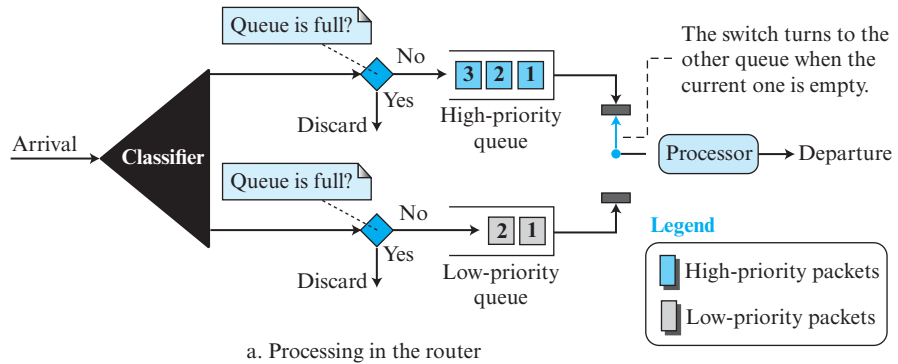 Queue is full?
No
3 2 1
Yes
Discard
High-priority
queue
The switch turns to the
other queue when the
current one is empty.
Arrival
Classifier
Processor
Departure
Queue is full?
No
2 1
Yes
Discard
Low-priority
queue
Legend
High-priority packets
Low-priority packets
a. Processing in the router